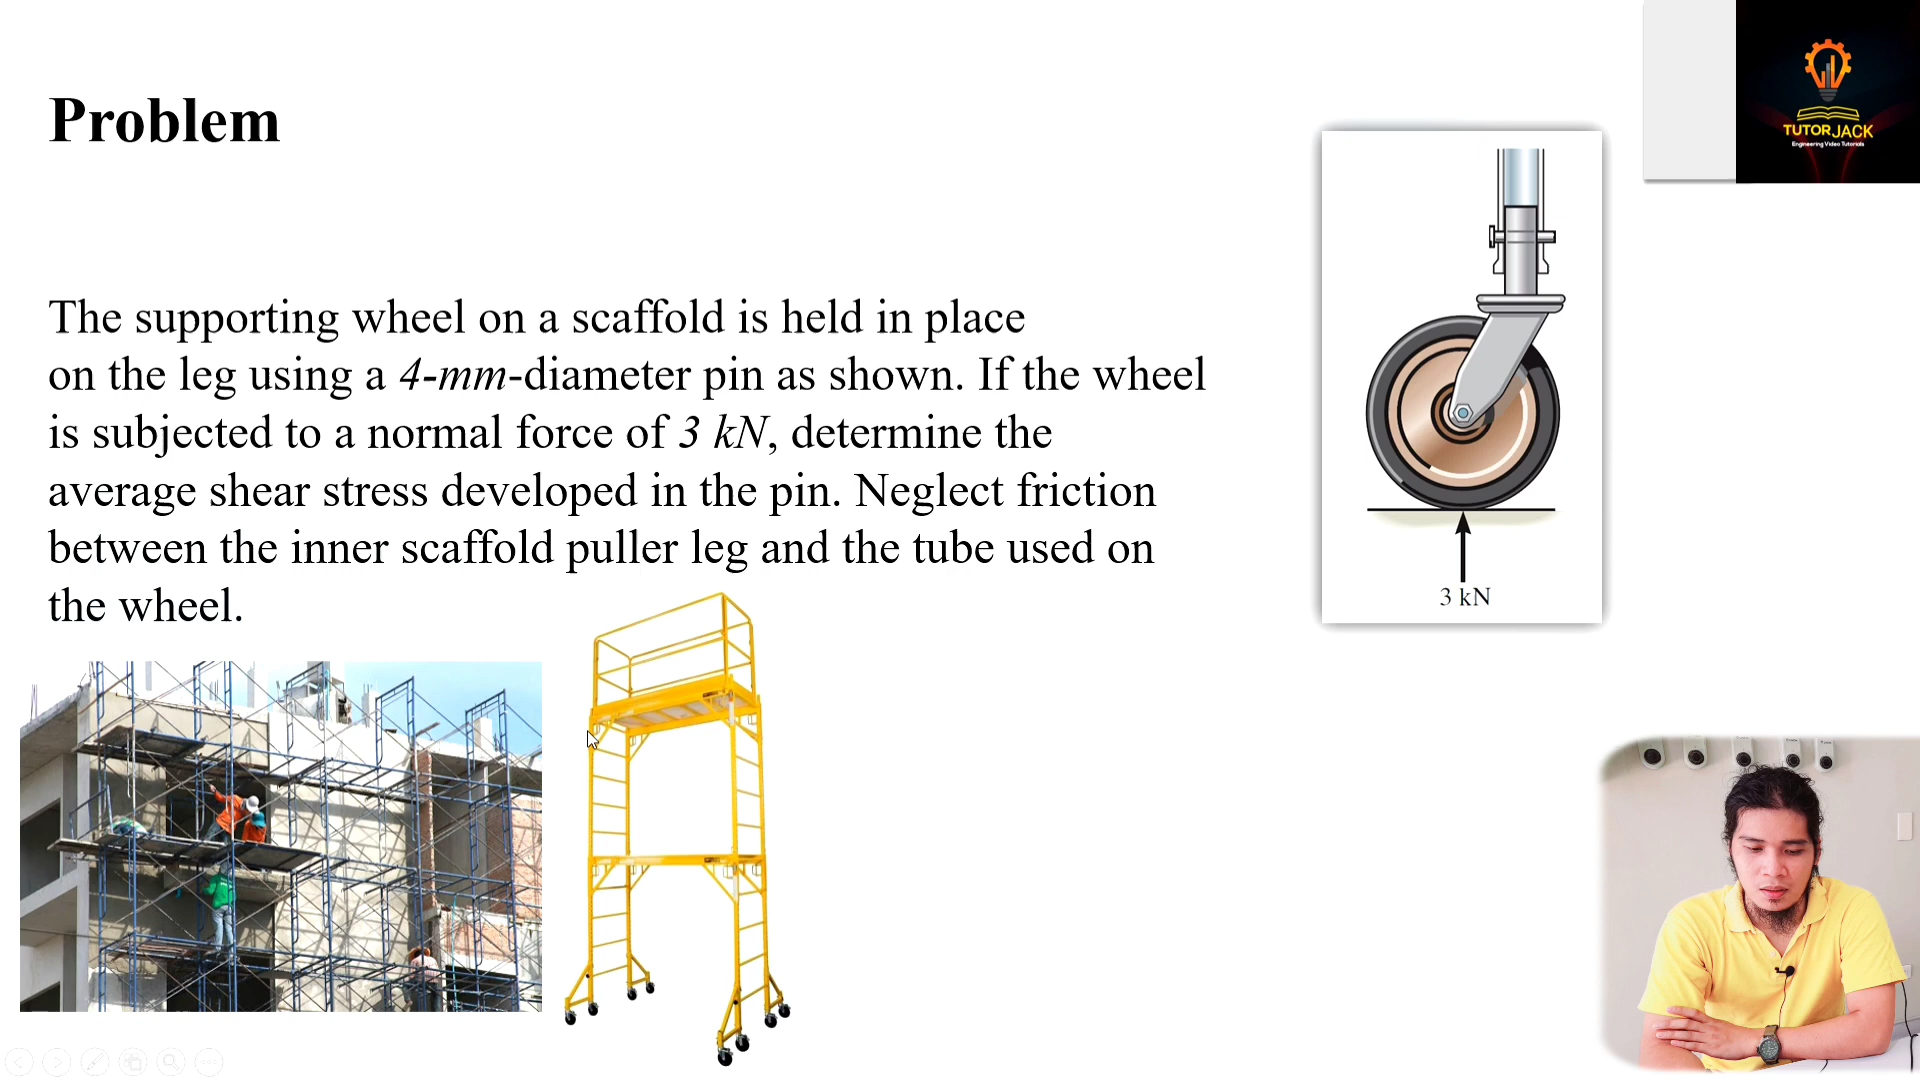 Problem
The supporting wheel on a scaffold is held in place
on the leg using a 4-mm-diameter pin as shown. If the wheel
is subjected to a normal force of 3 kN, determine the
average shear stress developed in the pin. Neglect friction
between the inner scaffold puller leg and the tube used on
the wheel.
3 kN
TUTORJACK
Engineering Video Tutorials